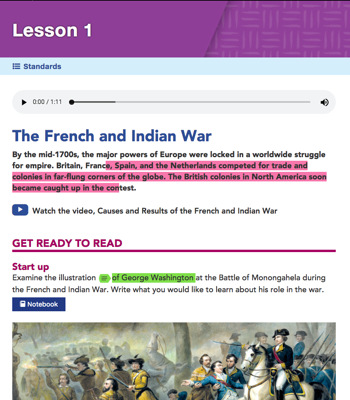 Lesson 1
Standards
0:00 / 1:11
The French and Indian War
By the mid-1700s, the major powers of Europe were locked in a worldwide struggle
for empire. Britain, France, Spain, and the Netherlands competed for trade and
colonies in far-flung corners of the globe. The British colonies in North America soon
became caught up in the contest.
Watch the video, Causes and Results of the French and Indian War
GET READY TO READ
Start up
Examine the illustration of George Washington at the Battle of Monongahela during
the French and Indian War. Write what you would like to learn about his role in the war.
Notebook